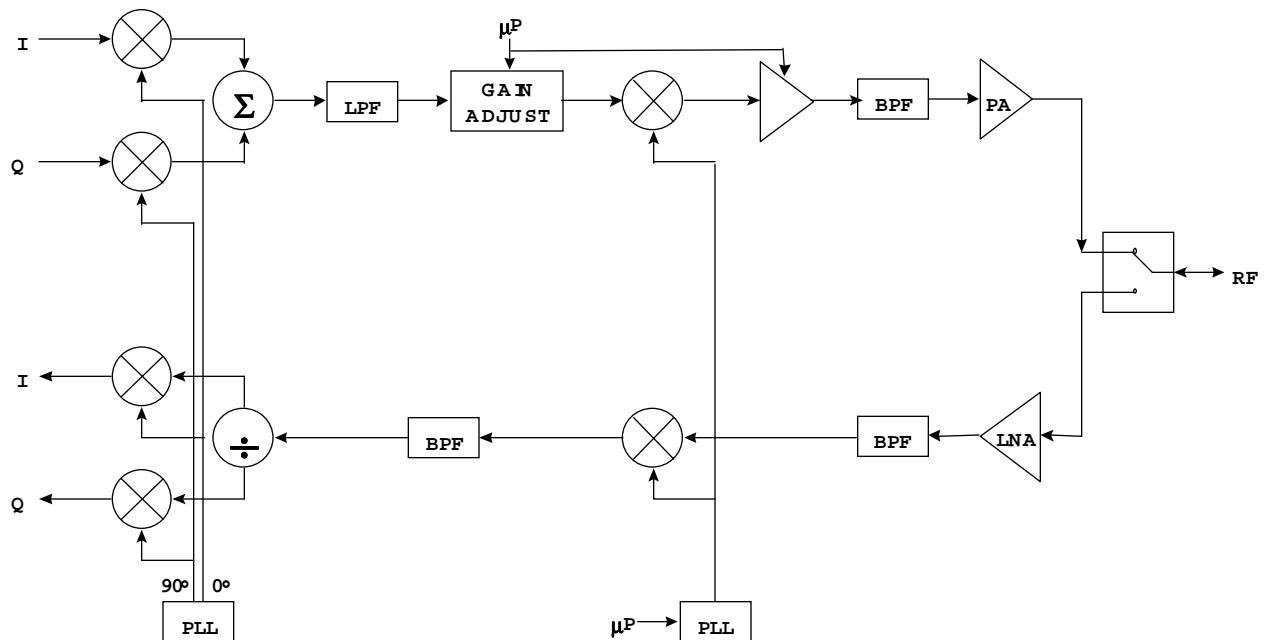 I
μP
Σ
LPF
GAIN
ADJUST
BPF
PA
Q
RF
I
÷
BPF
BPF
LNA
Q
90° 0°
PLL
μP
PLL